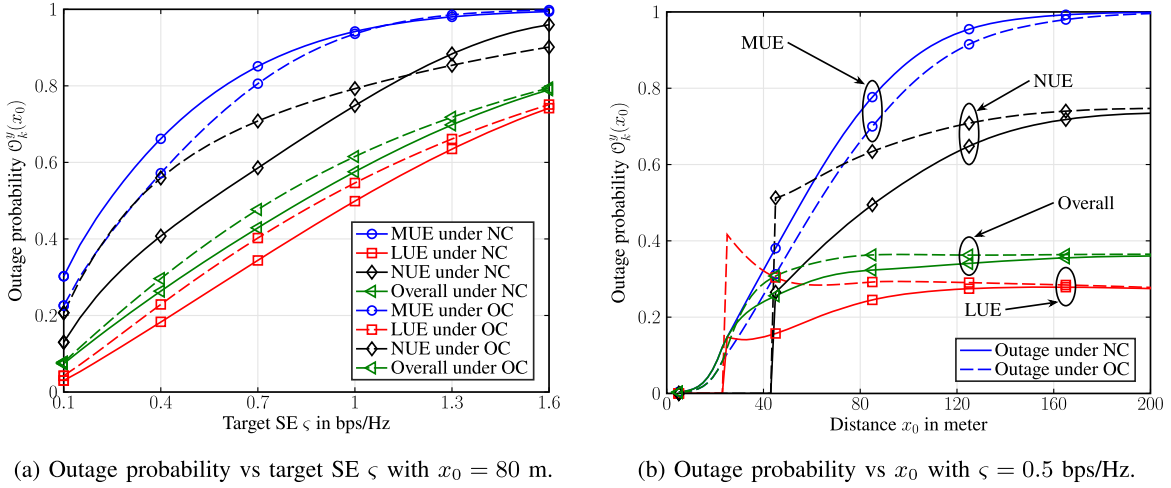 1
0.8
0.6
0.4
0.2
0
0.1
0.4
0.7
1.0
1.3
1.6
Outage probability 𝒪ₖʸ(x₀)
Target SE ς in bps/Hz
MUE under NC
LUE under NC
NUE under NC
Overall under NC
MUE under OC
LUE under OC
NUE under OC
Overall under OC
(a) Outage probability vs target SE ς with x₀ = 80 m.
1
0.8
0.6
0.4
0.2
0
0
40
80
120
160
200
Outage probability 𝒪ₖʸ(x₀)
Distance x₀ in meter
MUE
NUE
Overall
LUE
Outage under NC
Outage under OC
(b) Outage probability vs x₀ with ς = 0.5 bps/Hz.